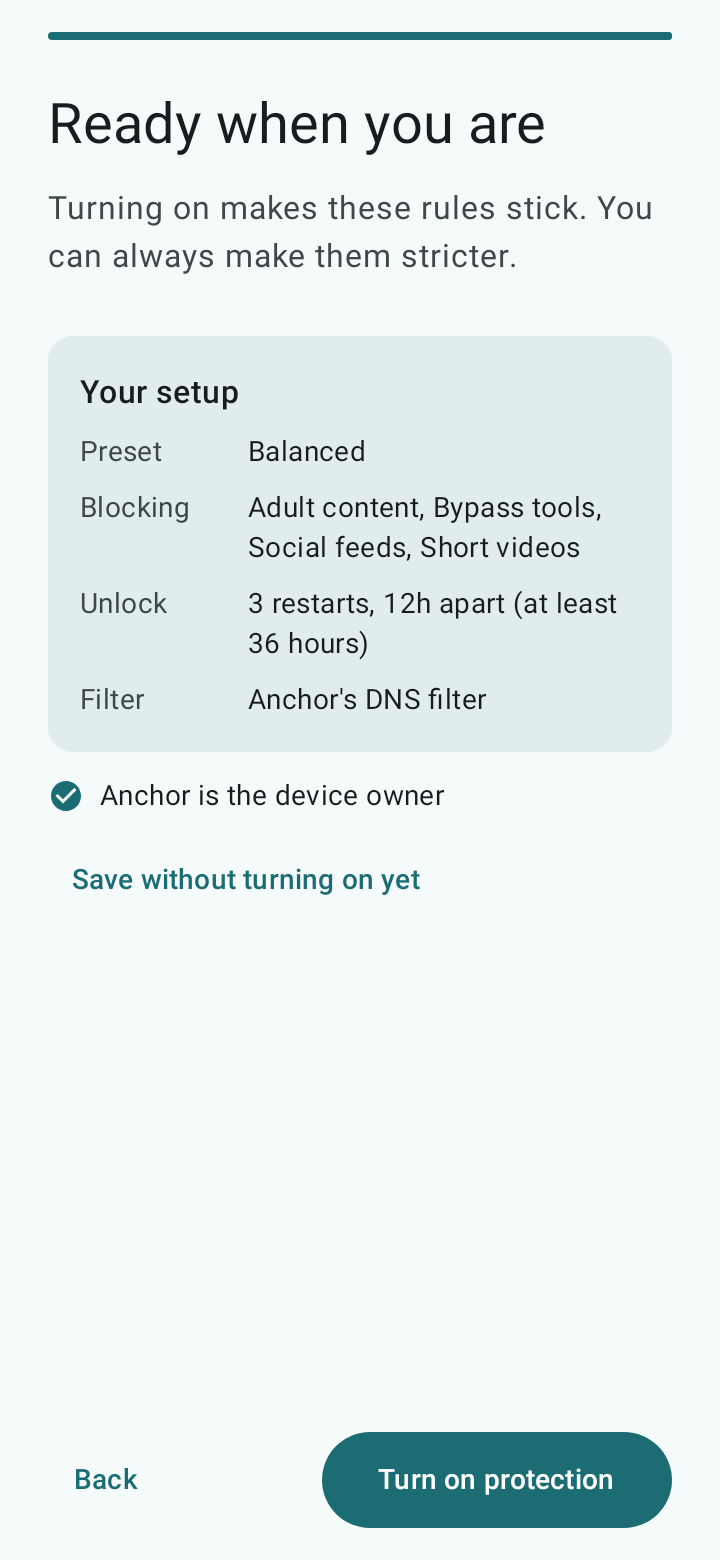 Ready when you are
Turning on makes these rules stick. You
can always make them stricter.
Your setup
Preset Balanced
Blocking Adult content, Bypass tools,
Social feeds, Short videos
Unlock 3 restarts, 12h apart (at least
36 hours)
Filter Anchor's DNS filter
Anchor is the device owner
Save without turning on yet
Back Turn on protection